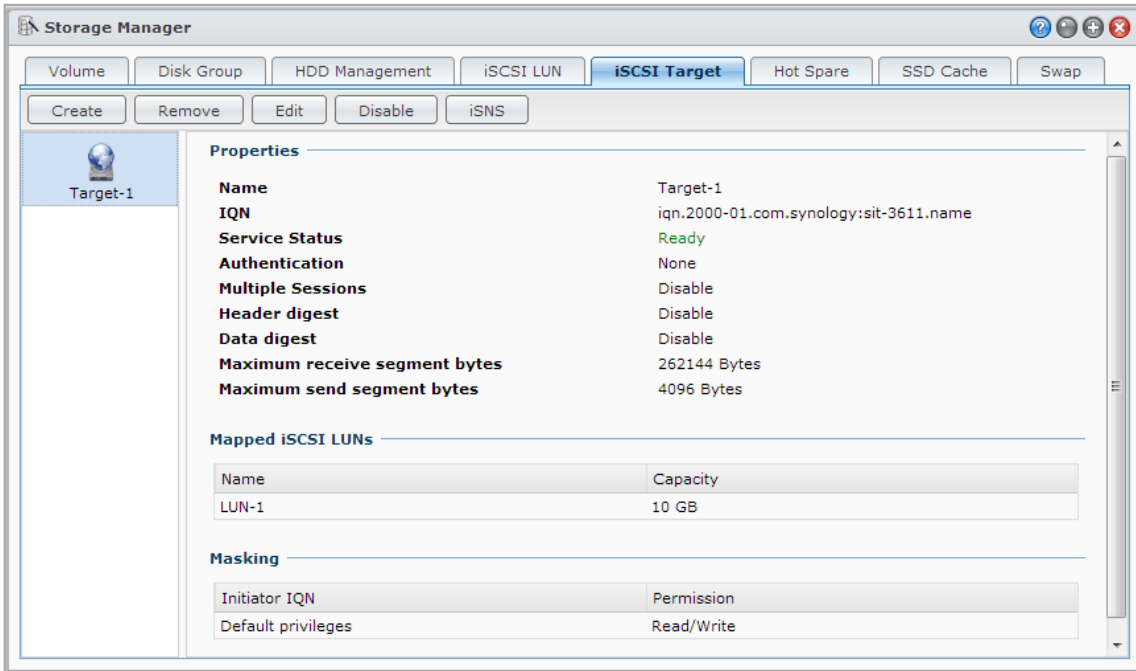 Storage Manager
Volume Disk Group HDD Management iSCSI LUN iSCSI Target Hot Spare SSD Cache Swap
Create Remove Edit Disable iSNS
Target-1
Properties
Name Target-1
IQN iqn.2000-01.com.synology:sit-3611.name
Service Status Ready
Authentication None
Multiple Sessions Disable
Header digest Disable
Data digest Disable
Maximum receive segment bytes 262144 Bytes
Maximum send segment bytes 4096 Bytes
Mapped iSCSI LUNs
Name Capacity
LUN-1 10 GB
Masking
Initiator IQN Permission
Default privileges Read/Write